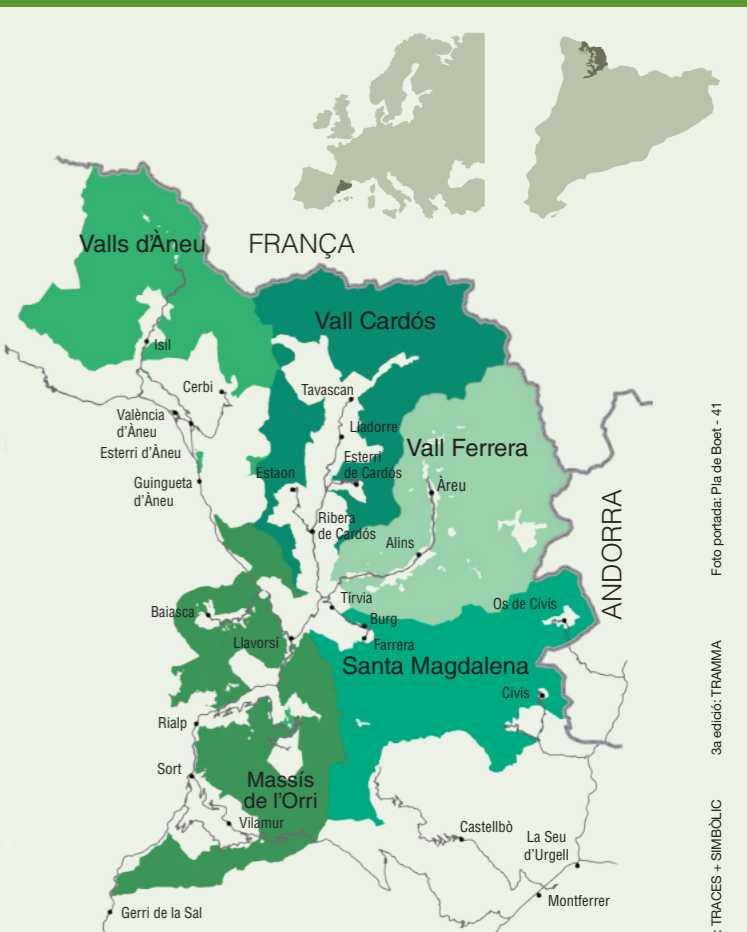 Valls d'Àneu
FRANÇA
Vall Cardós
Isil
Cerbi
Tavascan
València
d'Àneu
Lladorre
Esterri d'Àneu
Vall Ferrera
Esterri
de Cardós
Estaon
Guingueta
d'Àneu
Àreu
Ribera
de Cardós
Alins
ANDORRA
Tírvia
Os de Civís
Baiasca
Burg
Llavorsí
Farrera
Santa Magdalena
Civís
Rialp
Sort
Massís
de l'Orri
Vilamur
Castellbò
La Seu
d'Urgell
Montferrer
Gerri de la Sal
Foto portada: Pla de Boet - 41
3a edició: TRAMMA
: TRACES + SIMBÒLIC